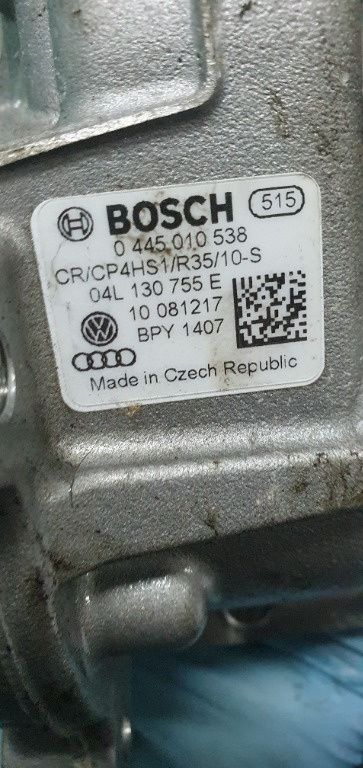 BOSCH 515
0 445 010 538
CR/CP4HS1/R35/10-S
04L 130 755 E
10 081217
BPY 1407
Made in Czech Republic